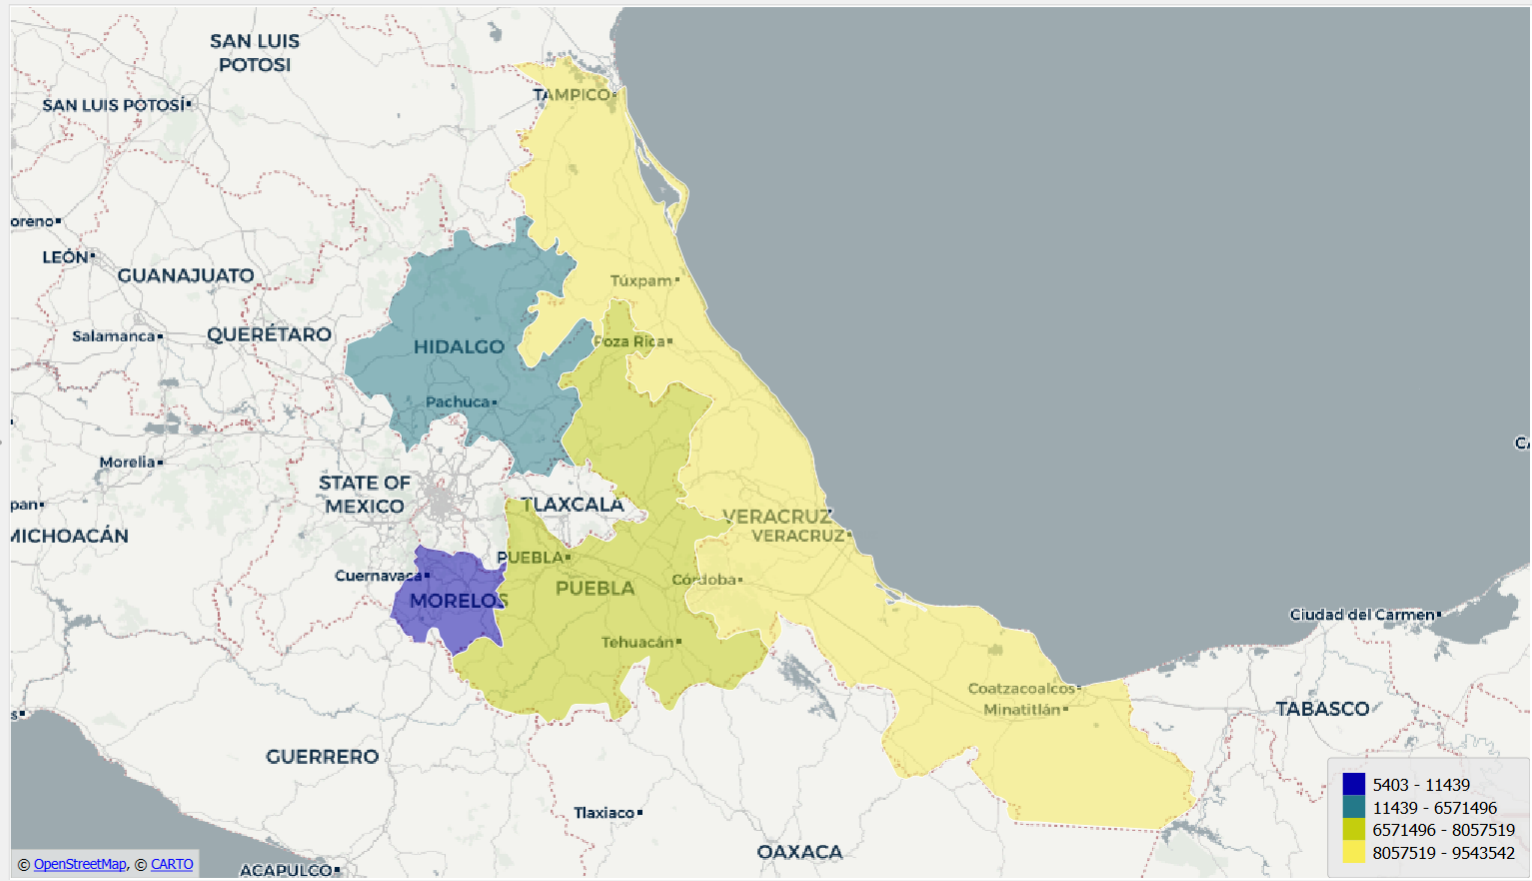 SAN LUIS
POTOSI
SAN LUIS POTOSÍ
TAMPICO
oreno
LEÓN
GUANAJUATO
Túxpam
Salamanca
QUERÉTARO
HIDALGO
Poza Rica
Pachuca
Morelia
STATE OF
MEXICO
TLAXCALA
pan
VERACRUZ
VERACRUZ
MICHOACÁN
PUEBLA
Cuernavaca
PUEBLA
Córdoba
MORELOS
Ciudad del Carmen
Tehuacán
Coatzacoalcos
Minatitlán
TABASCO
s
GUERRERO
Tlaxiaco
OAXACA
ACAPULCO
5403 - 11439
11439 - 6571496
6571496 - 8057519
8057519 - 9543542
© OpenStreetMap, © CARTO